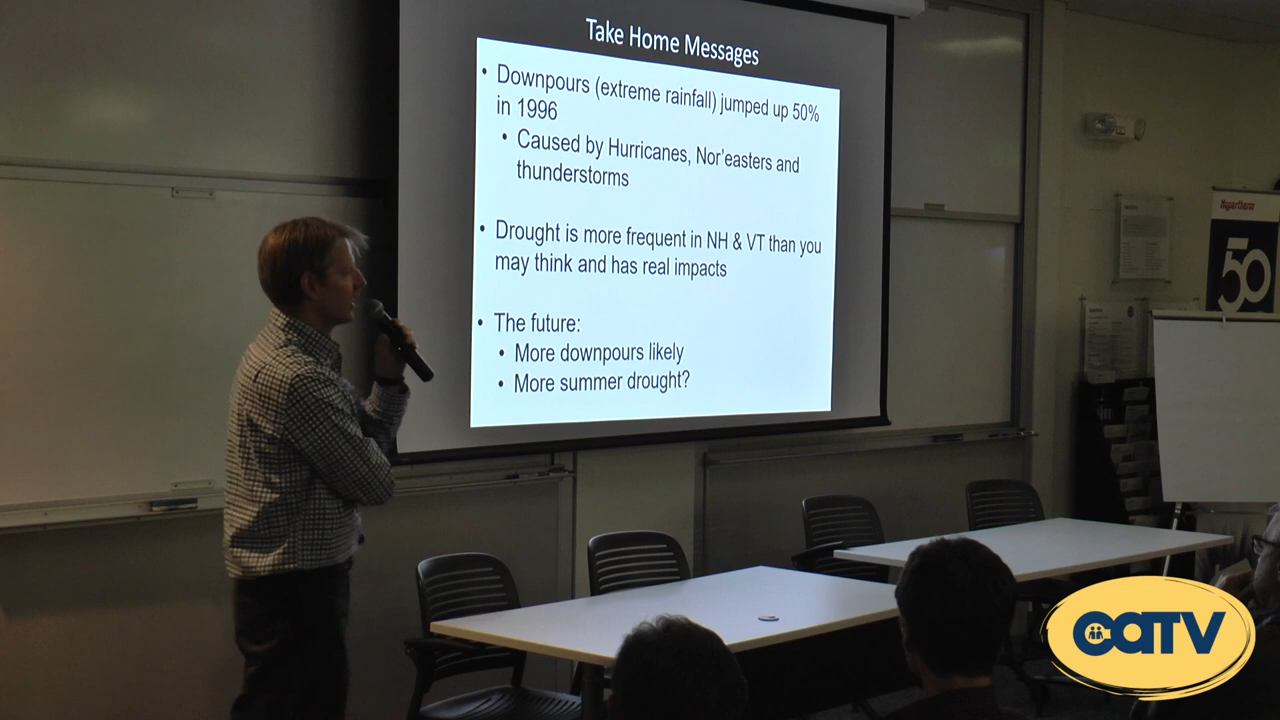 Take Home Messages
• Downpours (extreme rainfall) jumped up 50%
in 1996
• Caused by Hurricanes, Nor'easters and
thunderstorms
• Drought is more frequent in NH & VT than you
may think and has real impacts
• The future:
• More downpours likely
• More summer drought?
Hypertherm
50
CATV